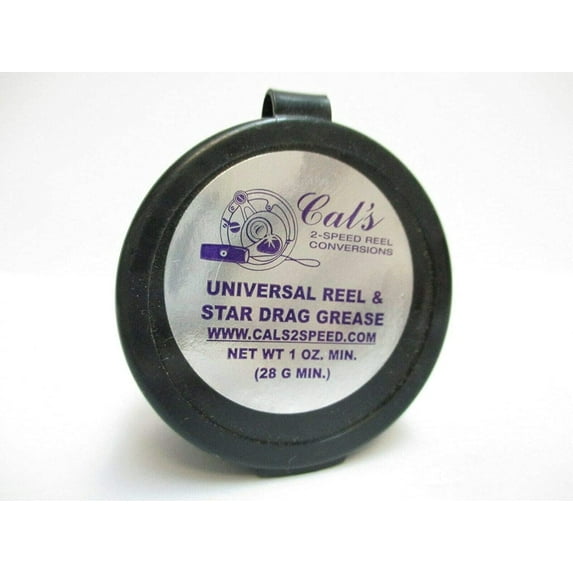 Cal's
2-SPEED REEL
CONVERSIONS
UNIVERSAL REEL &
STAR DRAG GREASE
WWW.CALS2SPEED.COM
NET WT 1 OZ. MIN.
(28 G MIN.)